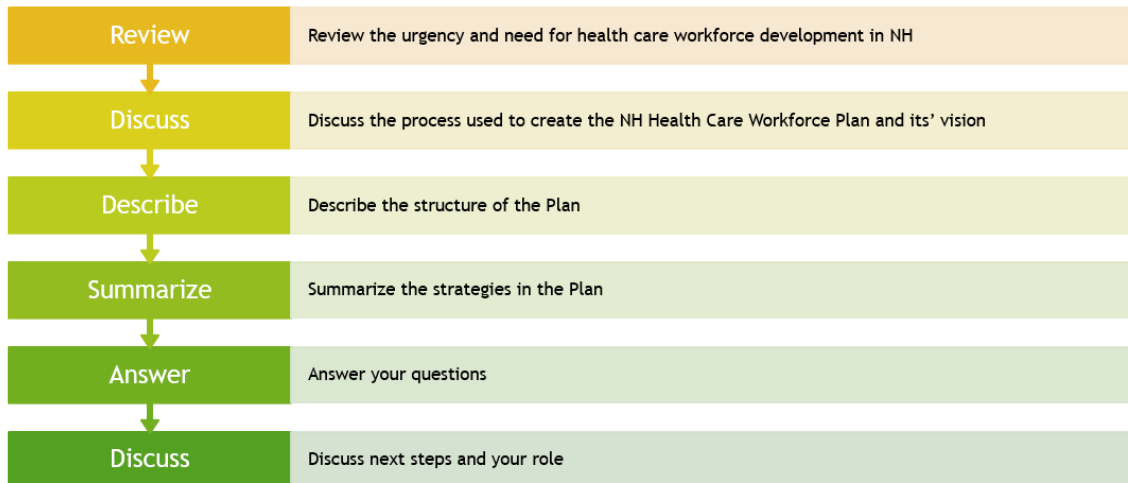 Review
Review the urgency and need for health care workforce development in NH
Discuss
Discuss the process used to create the NH Health Care Workforce Plan and its’ vision
Describe
Describe the structure of the Plan
Summarize
Summarize the strategies in the Plan
Answer
Answer your questions
Discuss
Discuss next steps and your role